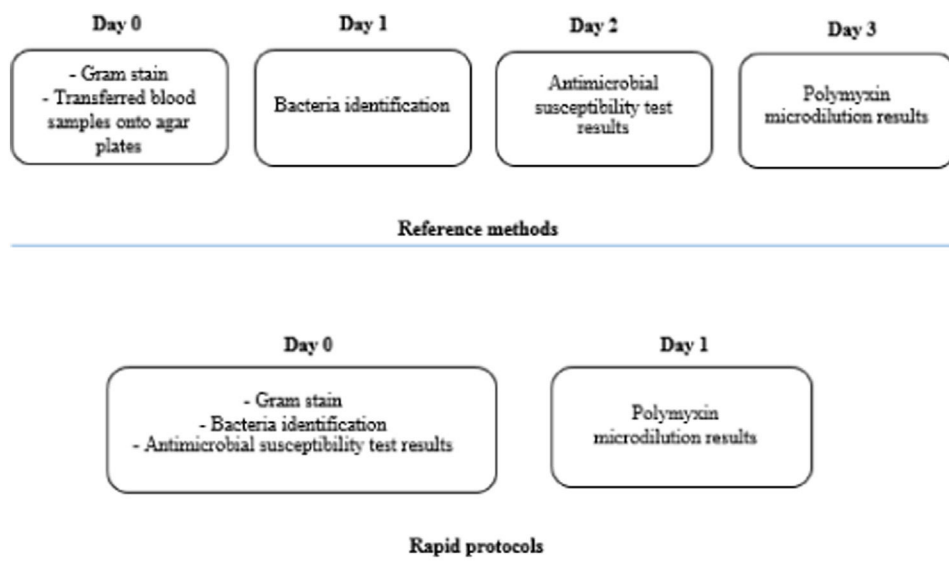 Day 0
Day 1
Day 2
Day 3
- Gram stain
- Transferred blood
samples onto agar
plates
Bacteria identification
Antimicrobial
susceptibility test
results
Polymyxin
microdilution results
Reference methods
Day 0
Day 1
- Gram stain
- Bacteria identification
- Antimicrobial susceptibility test results
Polymyxin
microdilution results
Rapid protocols